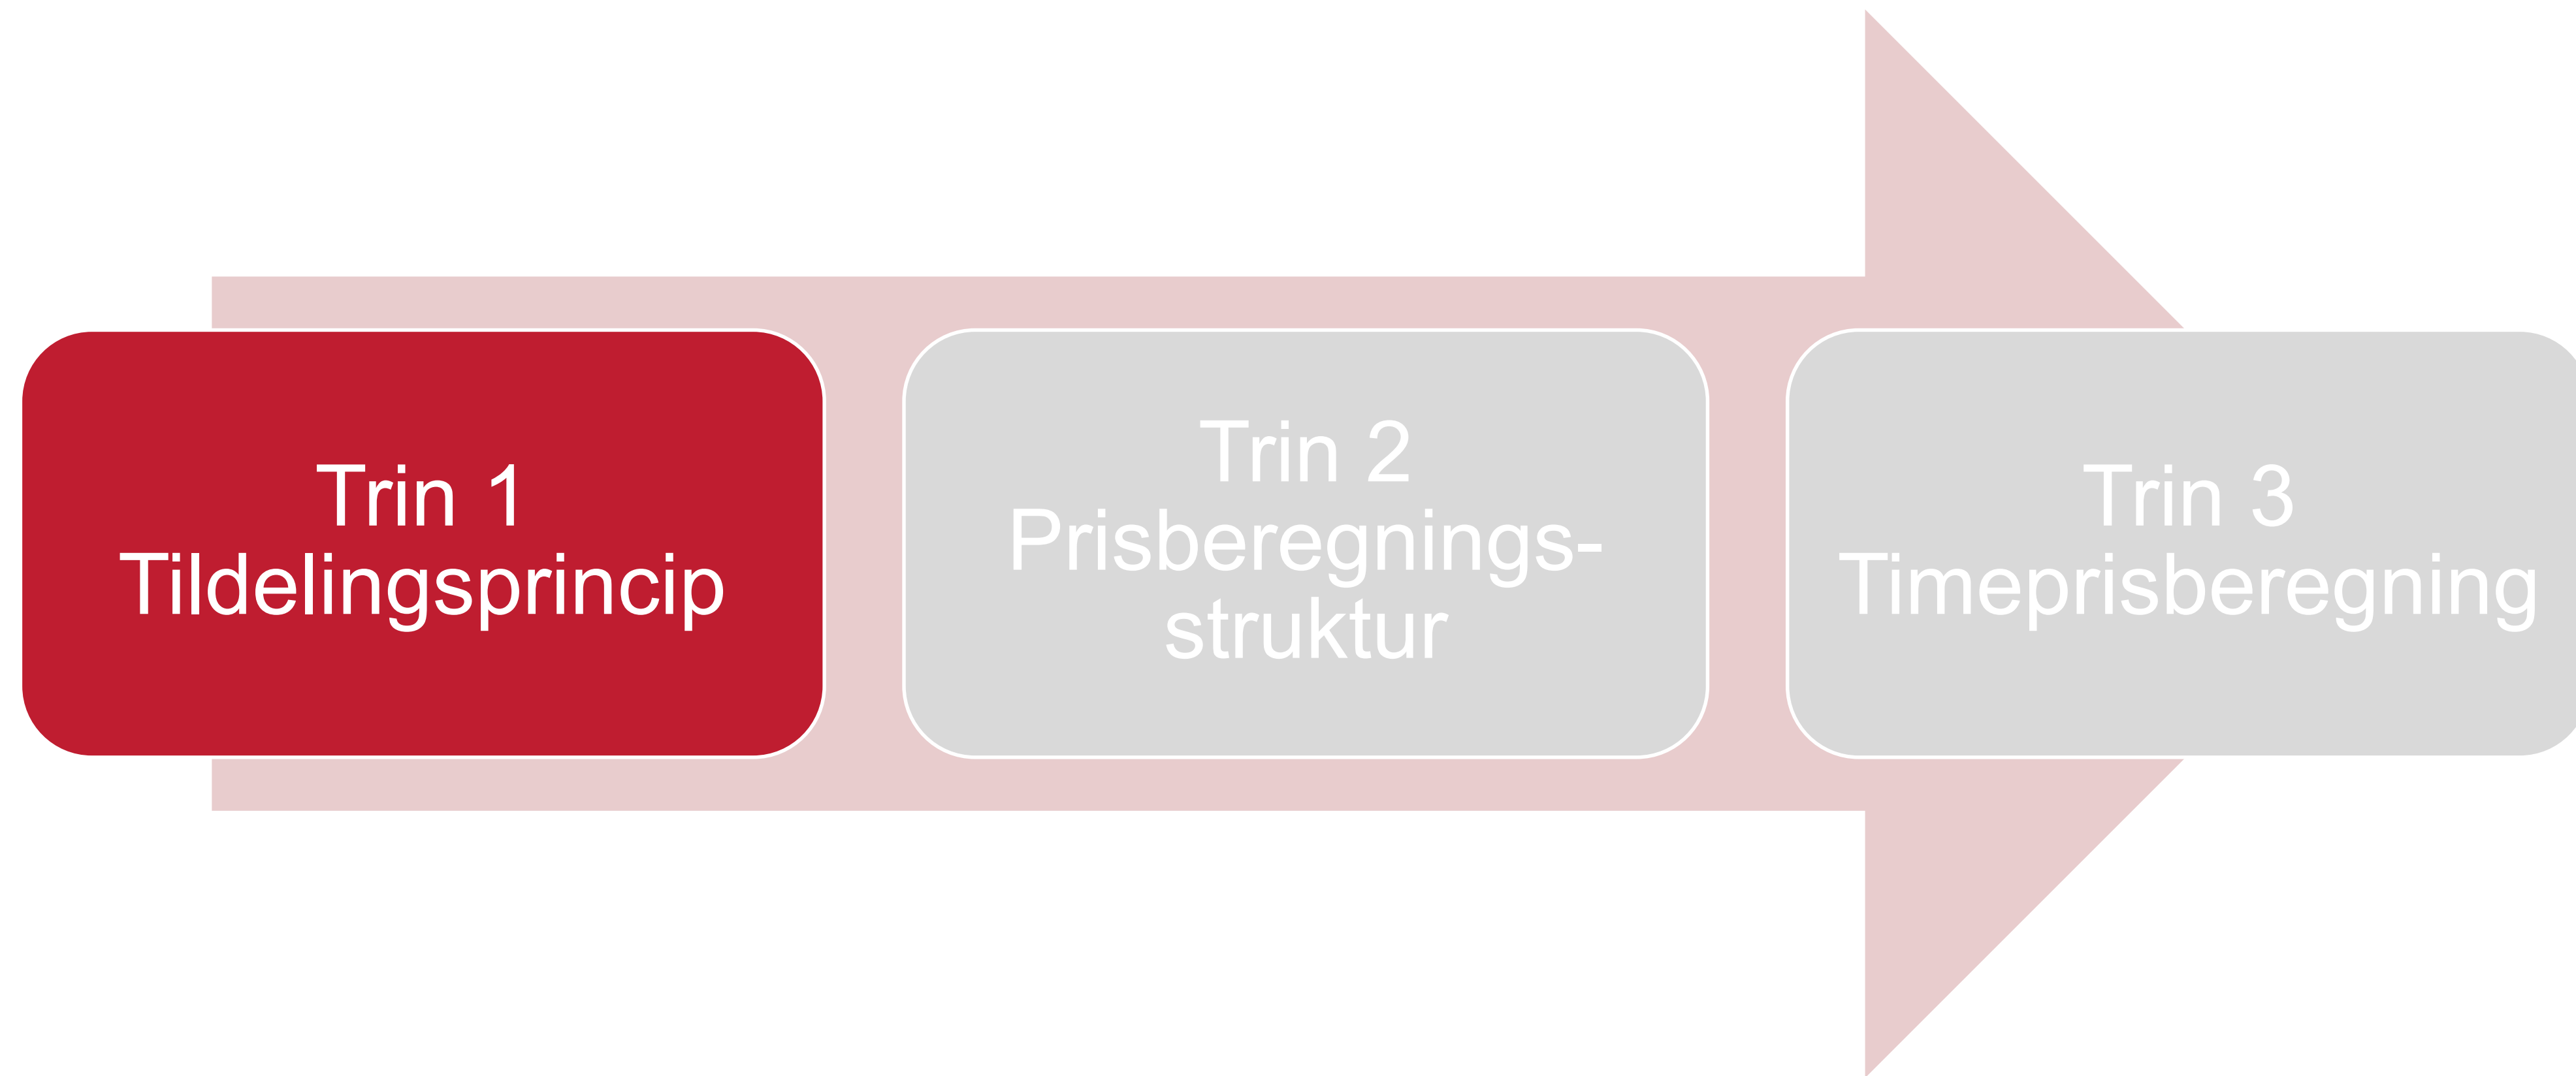 Trin 1
Tildelingsprincip
Trin 2
Prisberegnings-
struktur
Trin 3
Timeprisberegning